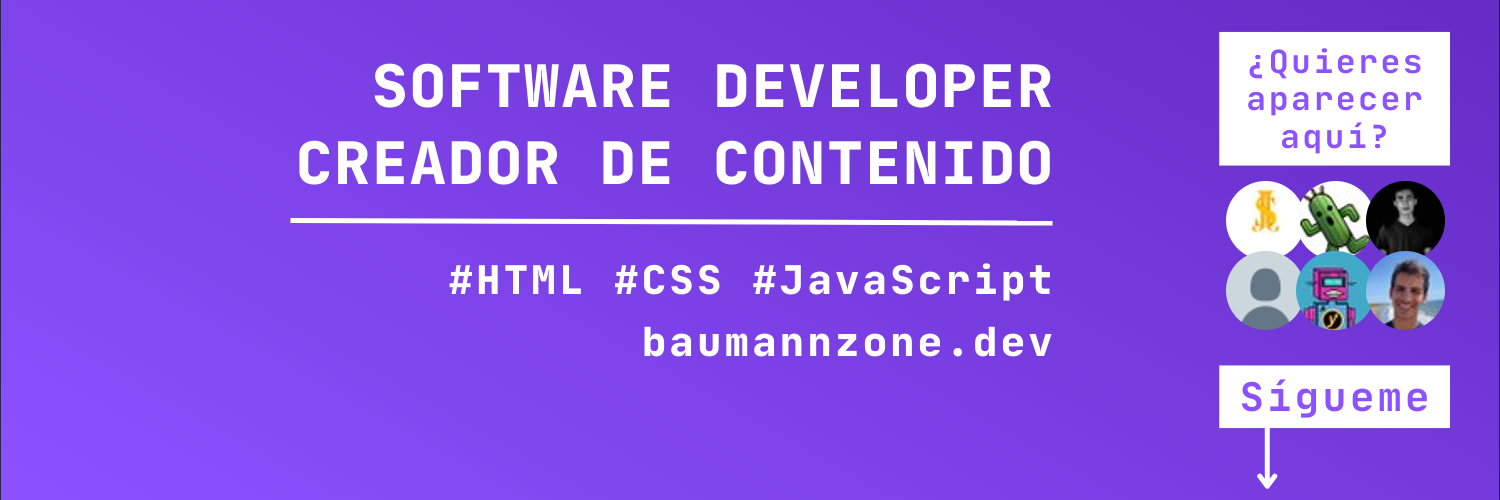 SOFTWARE DEVELOPER
CREADOR DE CONTENIDO
#HTML #CSS #JavaScript
baumannzone.dev
¿Quieres
aparecer
aquí?
Sígueme